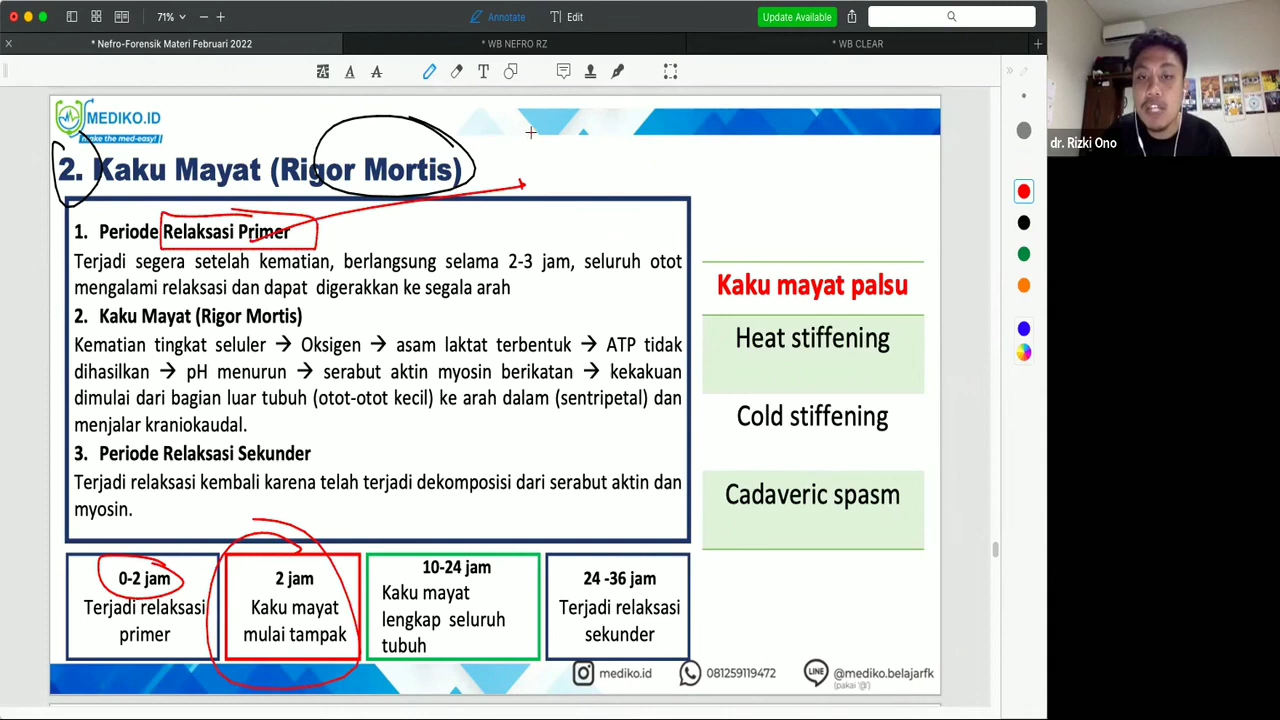 71%
Annotate
Edit
Update Available
* Nefro-Forensik Materi Februari 2022
* WB NEFRO RZ
* WB CLEAR
MEDIKO.ID
make the med-easy!
dr. Rizki Ono
2. Kaku Mayat (Rigor Mortis)
1. Periode Relaksasi Primer
Terjadi segera setelah kematian, berlangsung selama 2-3 jam, seluruh otot
mengalami relaksasi dan dapat digerakkan ke segala arah
2. Kaku Mayat (Rigor Mortis)
Kematian tingkat seluler → Oksigen → asam laktat terbentuk → ATP tidak
dihasilkan → pH menurun → serabut aktin myosin berikatan → kekakuan
dimulai dari bagian luar tubuh (otot-otot kecil) ke arah dalam (sentripetal) dan
menjalar kraniokaudal.
3. Periode Relaksasi Sekunder
Terjadi relaksasi kembali karena telah terjadi dekomposisi dari serabut aktin dan
myosin.
Kaku mayat palsu
Heat stiffening
Cold stiffening
Cadaveric spasm
0-2 jam
Terjadi relaksasi
primer
2 jam
Kaku mayat
mulai tampak
10-24 jam
Kaku mayat
lengkap seluruh
tubuh
24 -36 jam
Terjadi relaksasi
sekunder
mediko.id
081259119472
LINE
@mediko.belajarfk
(pakai '@')